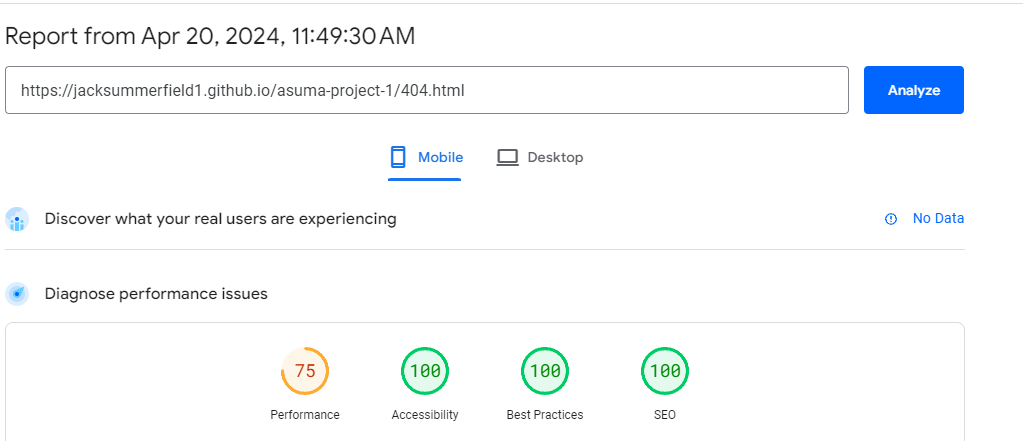 Report from Apr 20, 2024, 11:49:30 AM
https://jacksummerfield1.github.io/asuma-project-1/404.html
Analyze
Mobile
Desktop
Discover what your real users are experiencing
No Data
Diagnose performance issues
75
100
100
100
Performance
Accessibility
Best Practices
SEO